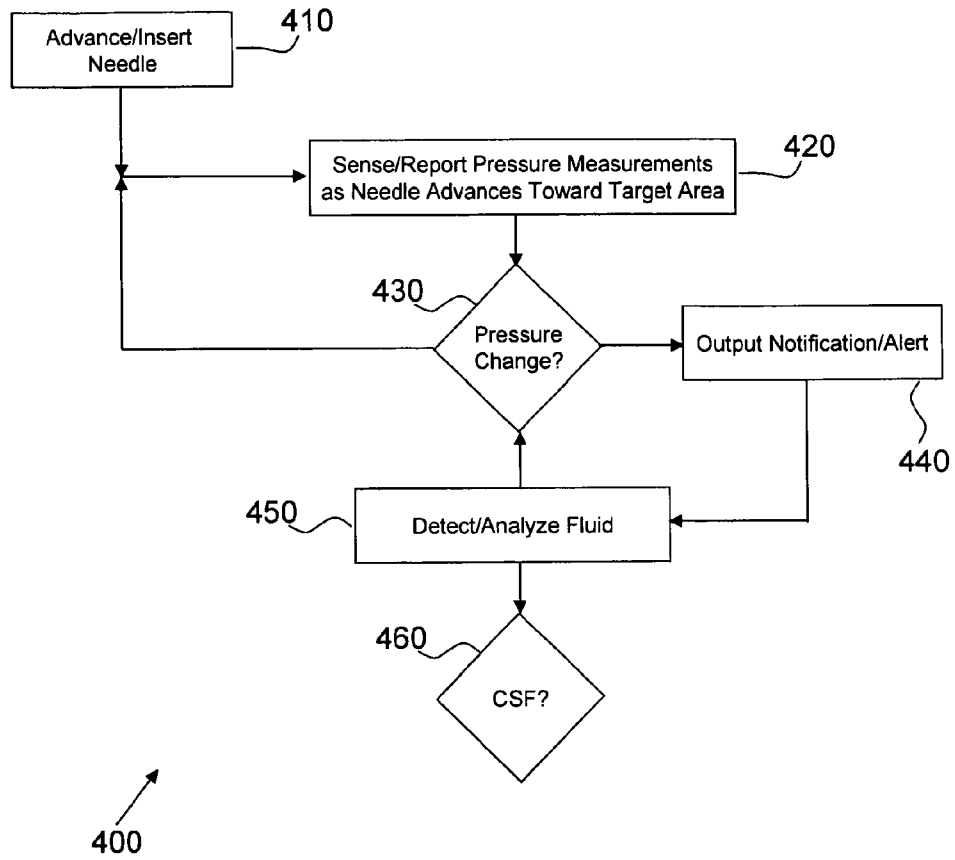 Advance/Insert
Needle
410
Sense/Report Pressure Measurements
as Needle Advances Toward Target Area
420
430
Pressure
Change?
Output Notification/Alert
440
450
Detect/Analyze Fluid
460
CSF?
400